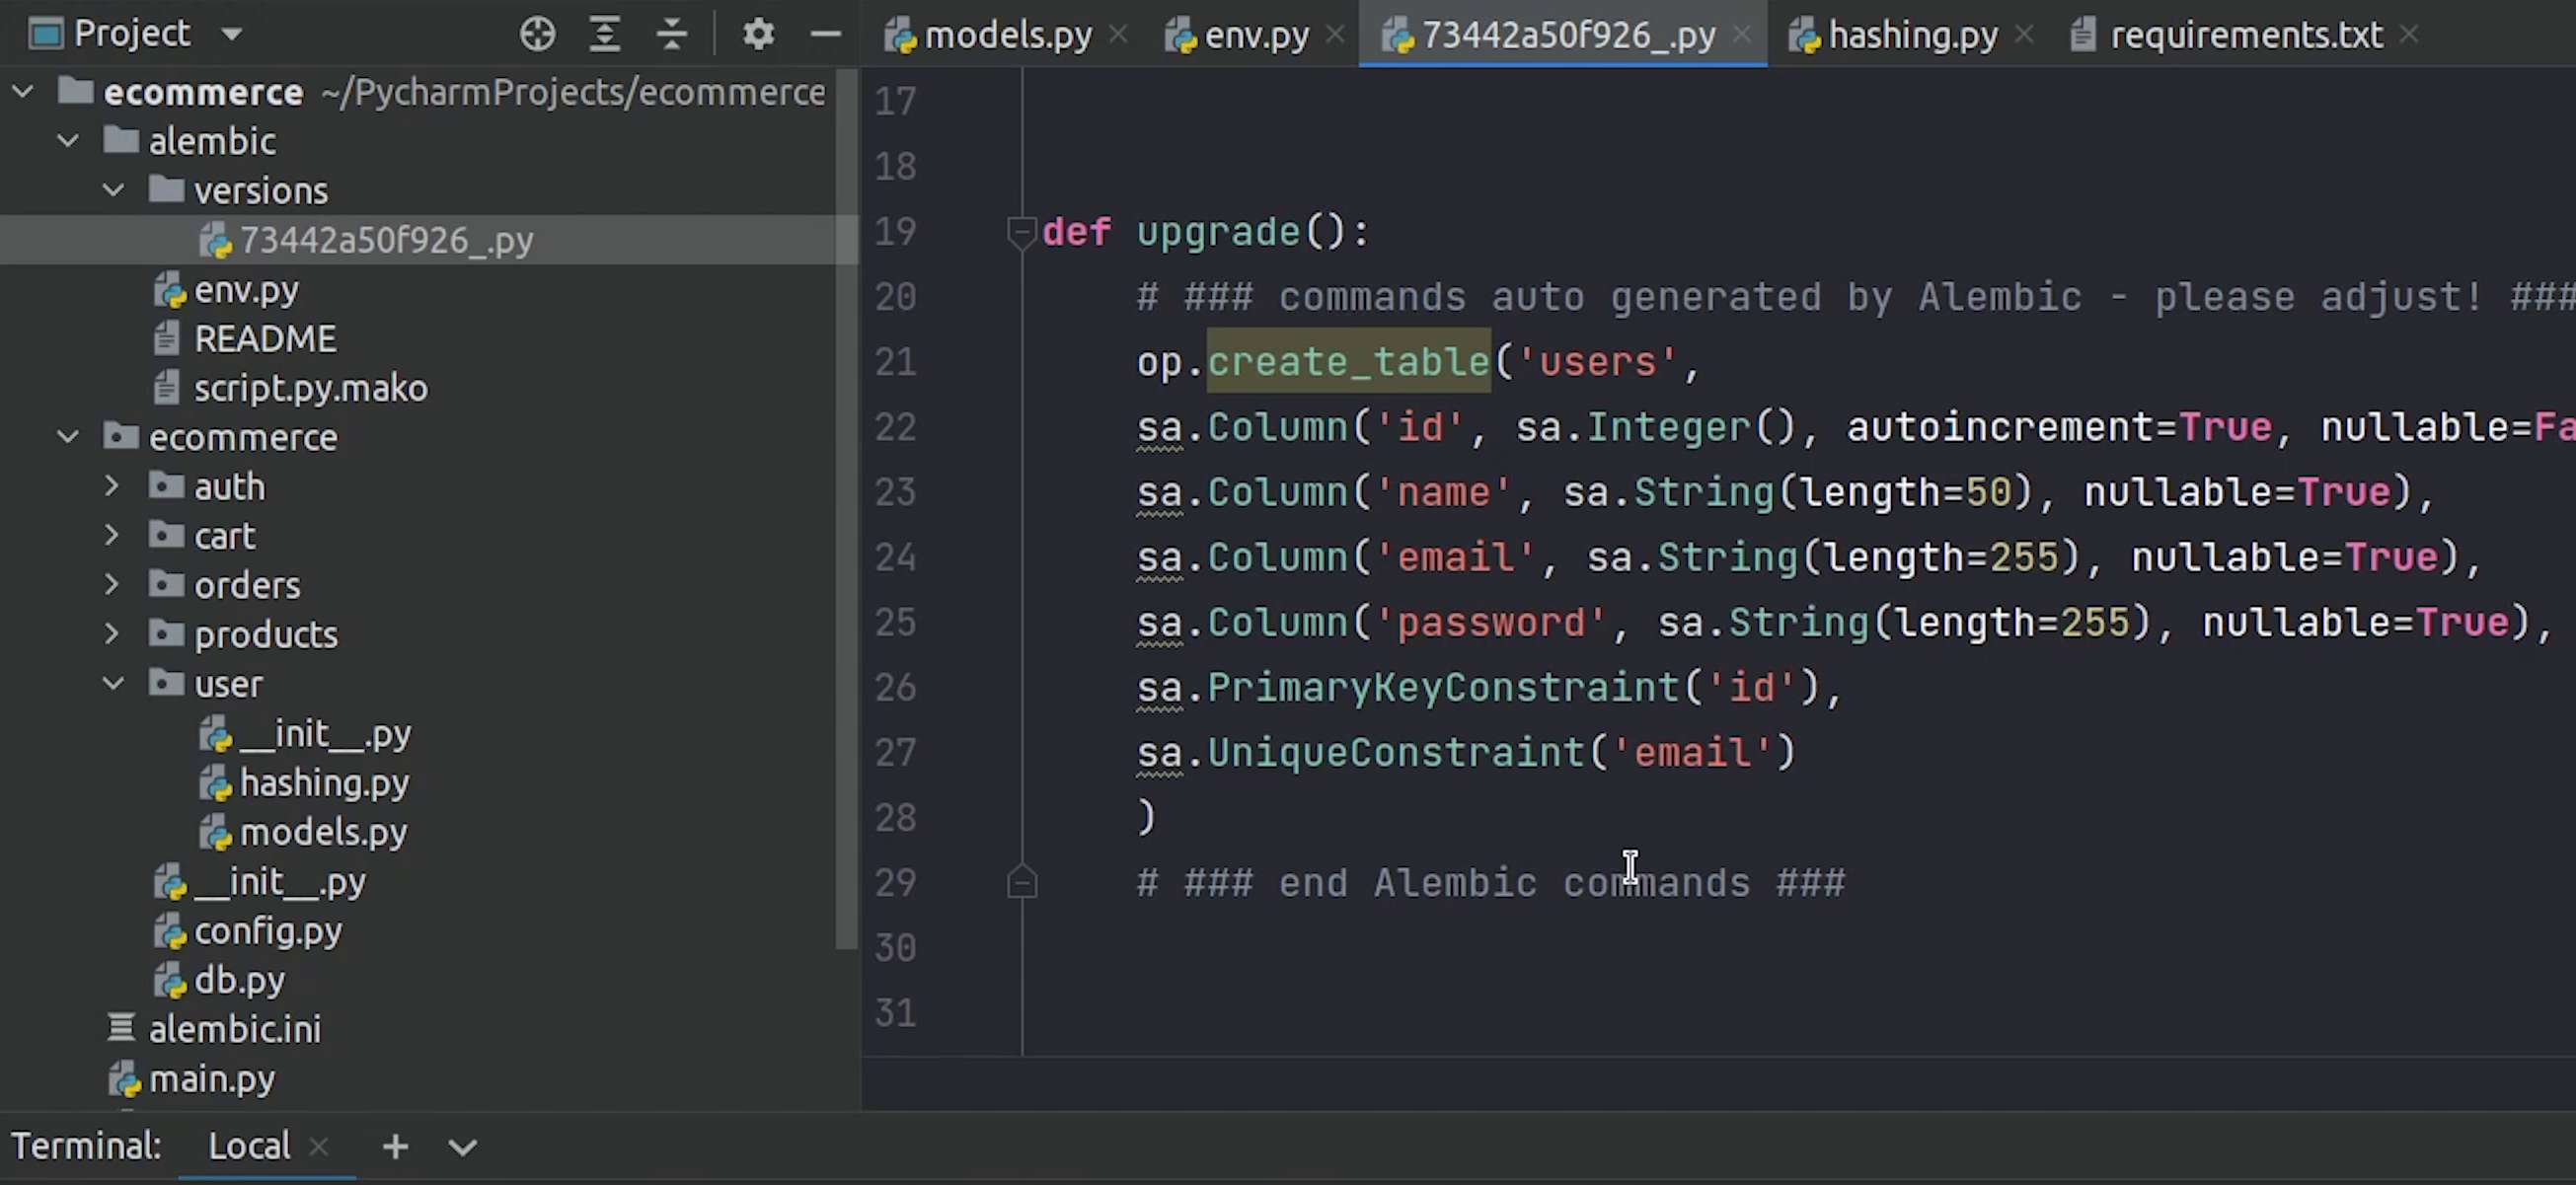 Project
models.py
env.py
73442a50f926_.py
hashing.py
requirements.txt
ecommerce ~/PycharmProjects/ecommerce
alembic
versions
73442a50f926_.py
env.py
README
script.py.mako
ecommerce
auth
cart
orders
products
user
__init__.py
hashing.py
models.py
__init__.py
config.py
db.py
alembic.ini
main.py
17
18
19 def upgrade():
20 # ### commands auto generated by Alembic - please adjust! ###
21 op.create_table('users',
22 sa.Column('id', sa.Integer(), autoincrement=True, nullable=Fa
23 sa.Column('name', sa.String(length=50), nullable=True),
24 sa.Column('email', sa.String(length=255), nullable=True),
25 sa.Column('password', sa.String(length=255), nullable=True),
26 sa.PrimaryKeyConstraint('id'),
27 sa.UniqueConstraint('email')
28 )
29 # ### end Alembic commands ###
30
31
Terminal: Local